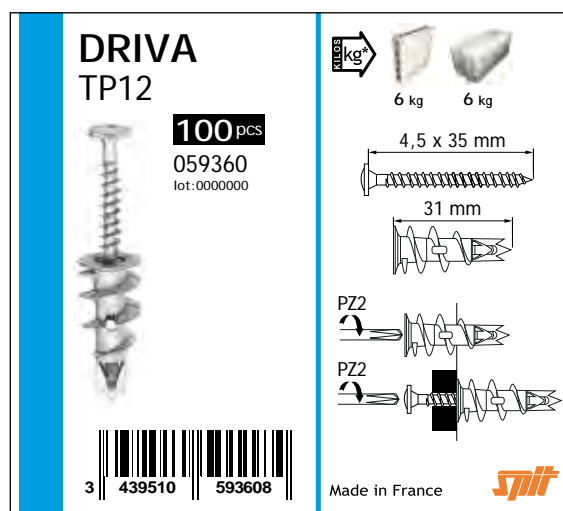 DRIVA
TP12
100 pcs
059360
lot:0000000
3 439510 593608
KILOS kg*
6 kg 6 kg
4,5 x 35 mm
31 mm
PZ2
PZ2
Made in France
spit